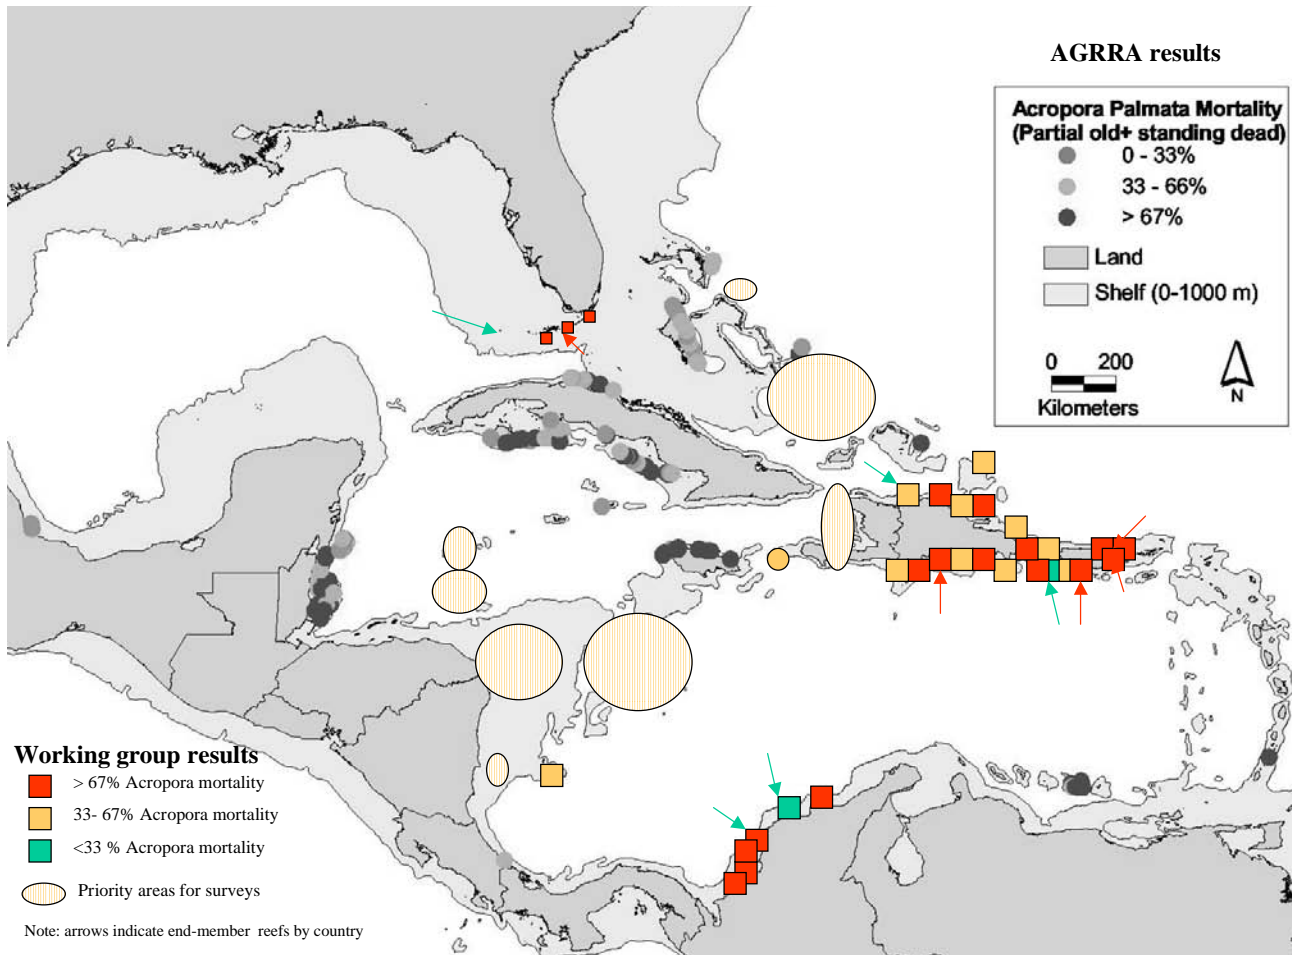 AGRRA results
Acropora Palmata Mortality
(Partial old+ standing dead)
0 - 33%
33 - 66%
> 67%
Land
Shelf (0-1000 m)
0 200
Kilometers
N
Working group results
> 67% Acropora mortality
33- 67% Acropora mortality
<33 % Acropora mortality
Priority areas for surveys
Note: arrows indicate end-member reefs by country